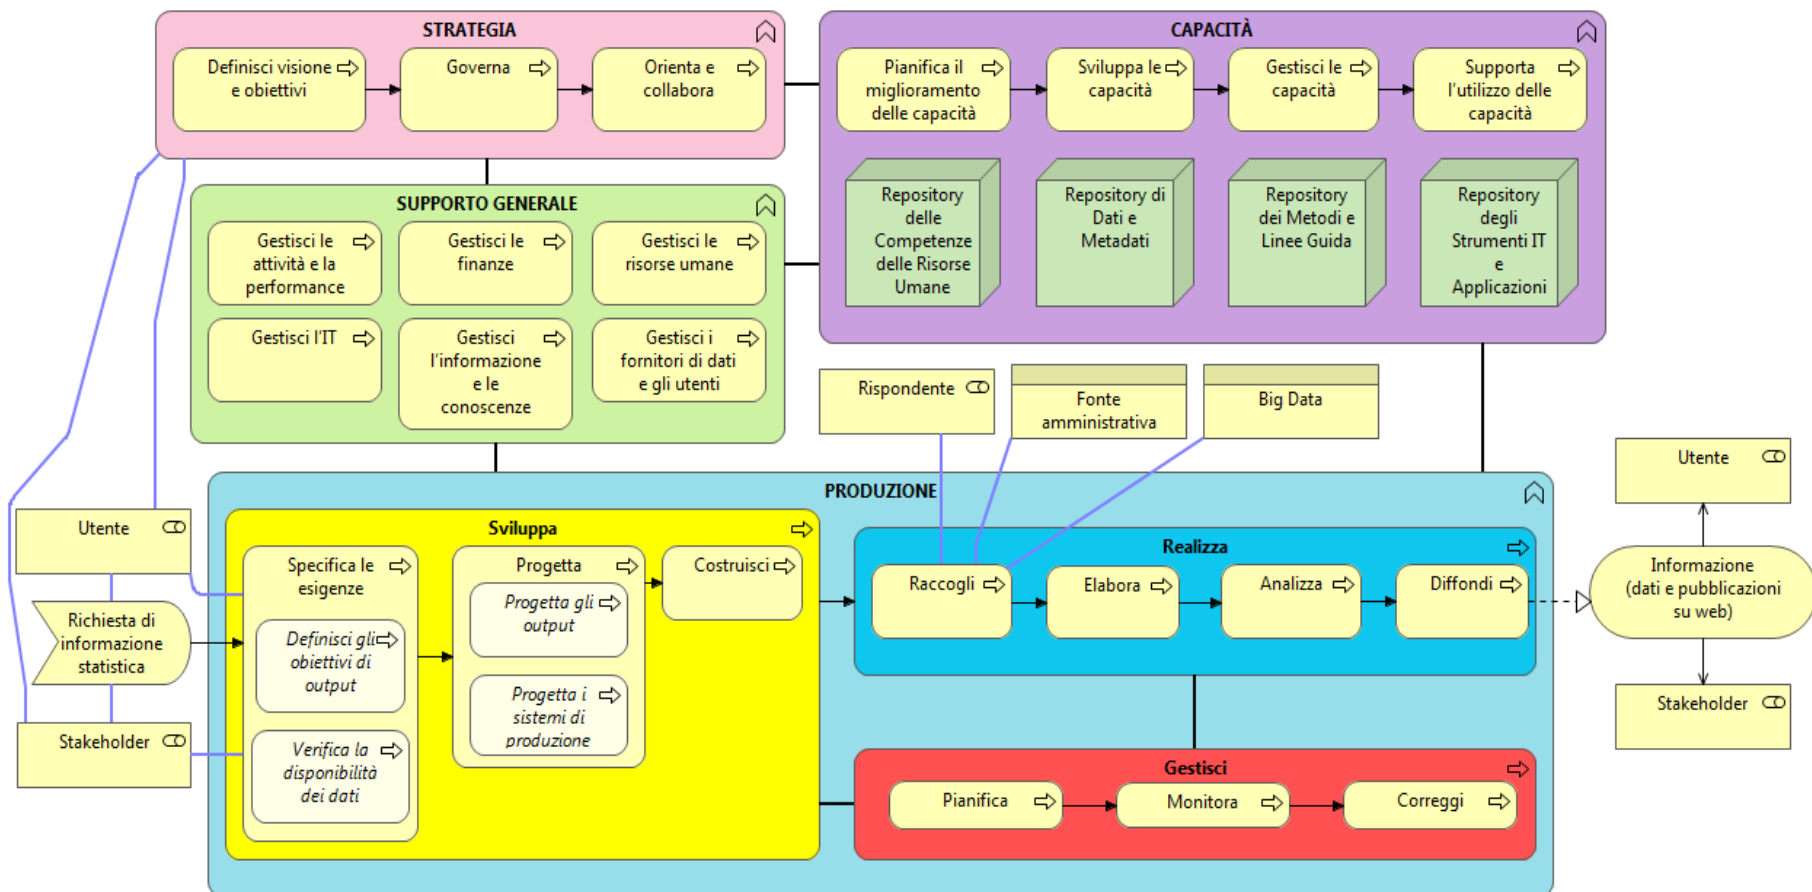 STRATEGIA
Definisci visione
e obiettivi
Governa
Orienta e
collabora
CAPACITÀ
Pianifica il
miglioramento
delle capacità
Sviluppa le
capacità
Gestisci le
capacità
Supporta
l'utilizzo delle
capacità
Repository
delle
Competenze
delle Risorse
Umane
Repository di
Dati e
Metadati
Repository
dei Metodi e
Linee Guida
Repository
degli
Strumenti IT
e
Applicazioni
SUPPORTO GENERALE
Gestisci le
attività e la
performance
Gestisci le
finanze
Gestisci le
risorse umane
Gestisci l'IT
Gestisci
l'informazione
e le
conoscenze
Gestisci i
fornitori di dati
e gli utenti
Rispondente
Fonte
amministrativa
Big Data
PRODUZIONE
Utente
Richiesta di
informazione
statistica
Stakeholder
Sviluppa
Specifica le
esigenze
Definisci gli
obiettivi di
output
Verifica la
disponibilità
dei dati
Progetta
Progetta gli
output
Progetta i
sistemi di
produzione
Costruisci
Realizza
Raccogli
Elabora
Analizza
Diffondi
Gestisci
Pianifica
Monitora
Correggi
Utente
Informazione
(dati e pubblicazioni
su web)
Stakeholder